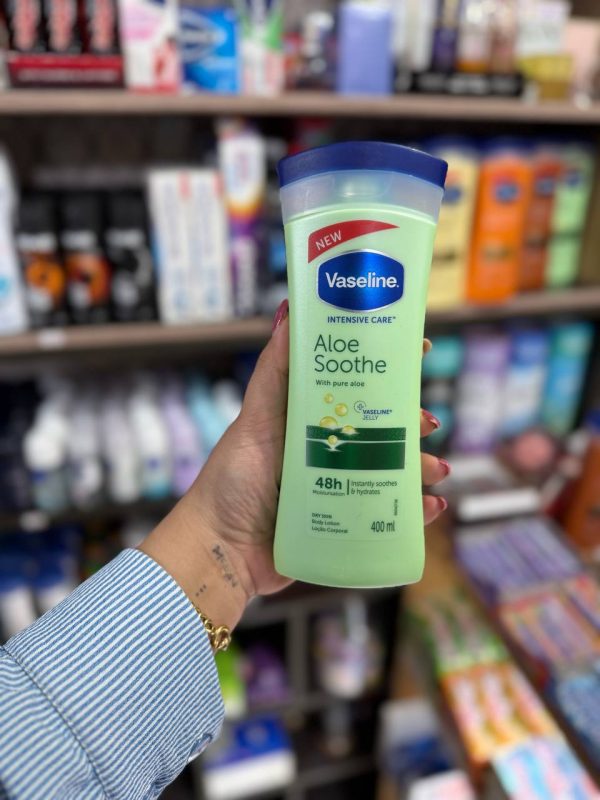 NEW
Vaseline.
INTENSIVE CARE™
Aloe
Soothe
With pure aloe
VASELINE®
JELLY
48h
Moisturisation
Instantly soothes
& hydrates
DRY SKIN
Body Lotion
Loção Corporal
400 ml